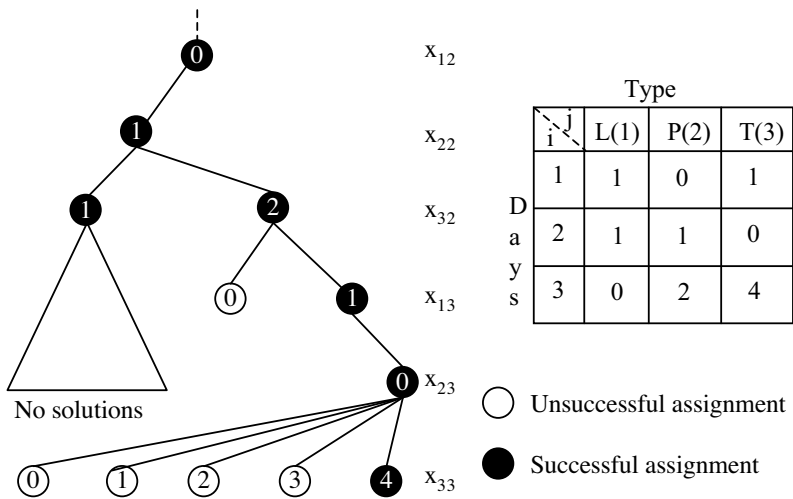 0
x12
1
x22
1
2
x32
0
1
x13
0
x23
No solutions
0
1
2
3
4
x33
Type
i j L(1) P(2) T(3)
1 1 0 1
2 1 1 0
3 0 2 4
Days
Unsuccessful assignment
Successful assignment